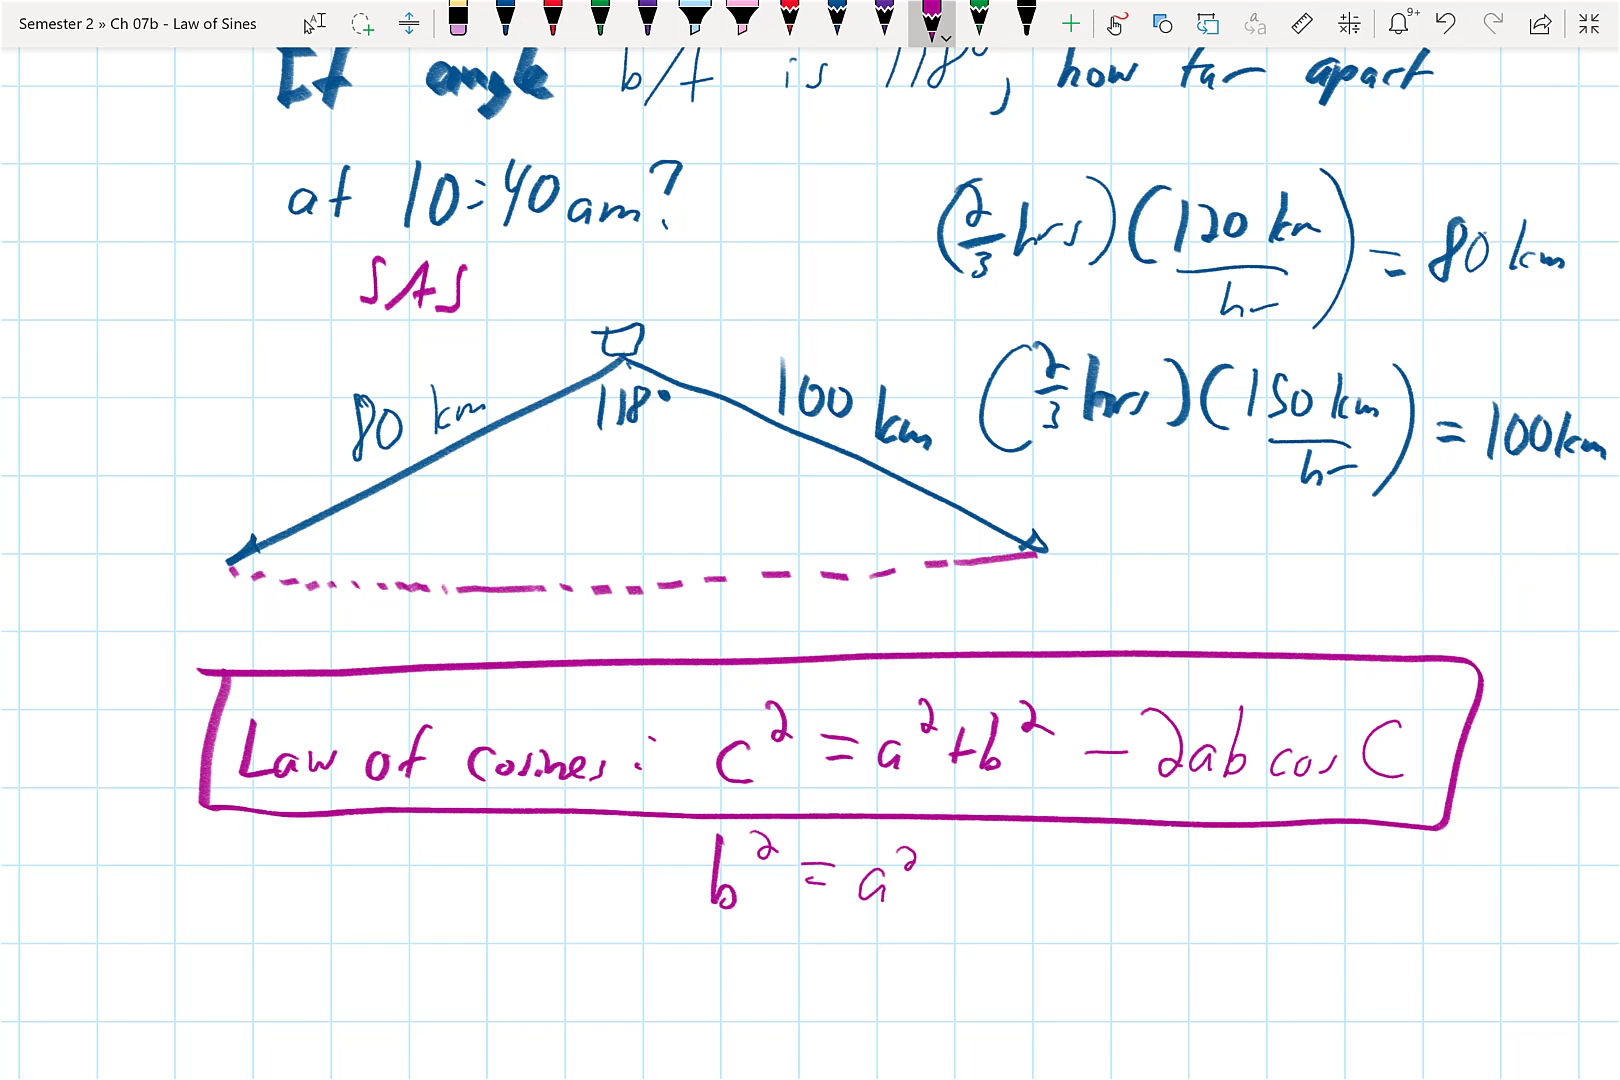 Semester 2 » Ch 07b - Law of Sines
9+
If angle b/t is 118°, how far apart
at 10:40am?
(2/3 hrs)(120 km/hr) = 80 km
SAS
80 km
118°
100 km
(2/3 hrs)(150 km/hr) = 100km
Law of Cosines: c² = a² + b² - 2ab cos C
b² = a²